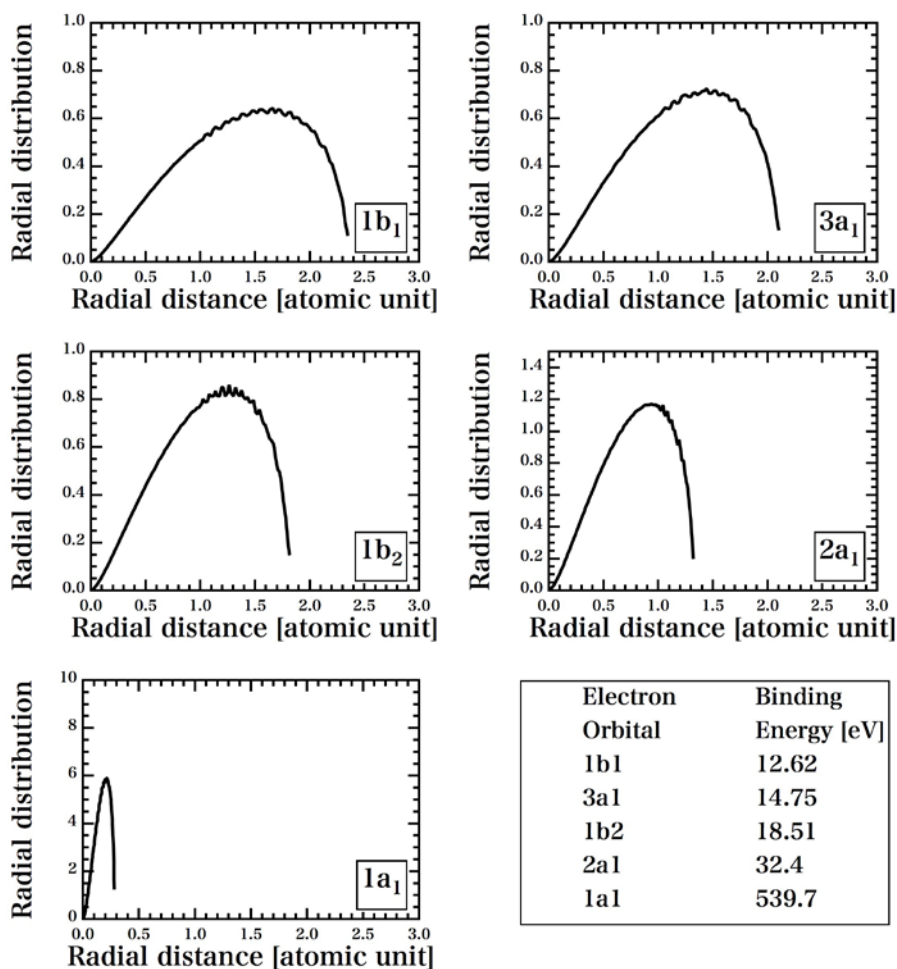 Radial distribution
1.0
0.8
0.6
0.4
0.2
0.0
0.0 0.5 1.0 1.5 2.0 2.5 3.0
Radial distance [atomic unit]
1b1
Radial distribution
1.0
0.8
0.6
0.4
0.2
0.0
0.0 0.5 1.0 1.5 2.0 2.5 3.0
Radial distance [atomic unit]
3a1
Radial distribution
1.0
0.8
0.6
0.4
0.2
0.0
0.0 0.5 1.0 1.5 2.0 2.5 3.0
Radial distance [atomic unit]
1b2
Radial distribution
1.4
1.2
1.0
0.8
0.6
0.4
0.2
0.0
0.0 0.5 1.0 1.5 2.0 2.5 3.0
Radial distance [atomic unit]
2a1
Radial distribution
10
8
6
4
2
0
0.0 0.5 1.0 1.5 2.0 2.5 3.0
Radial distance [atomic unit]
1a1
Electron Binding
Orbital Energy [eV]
1b1 12.62
3a1 14.75
1b2 18.51
2a1 32.4
1a1 539.7